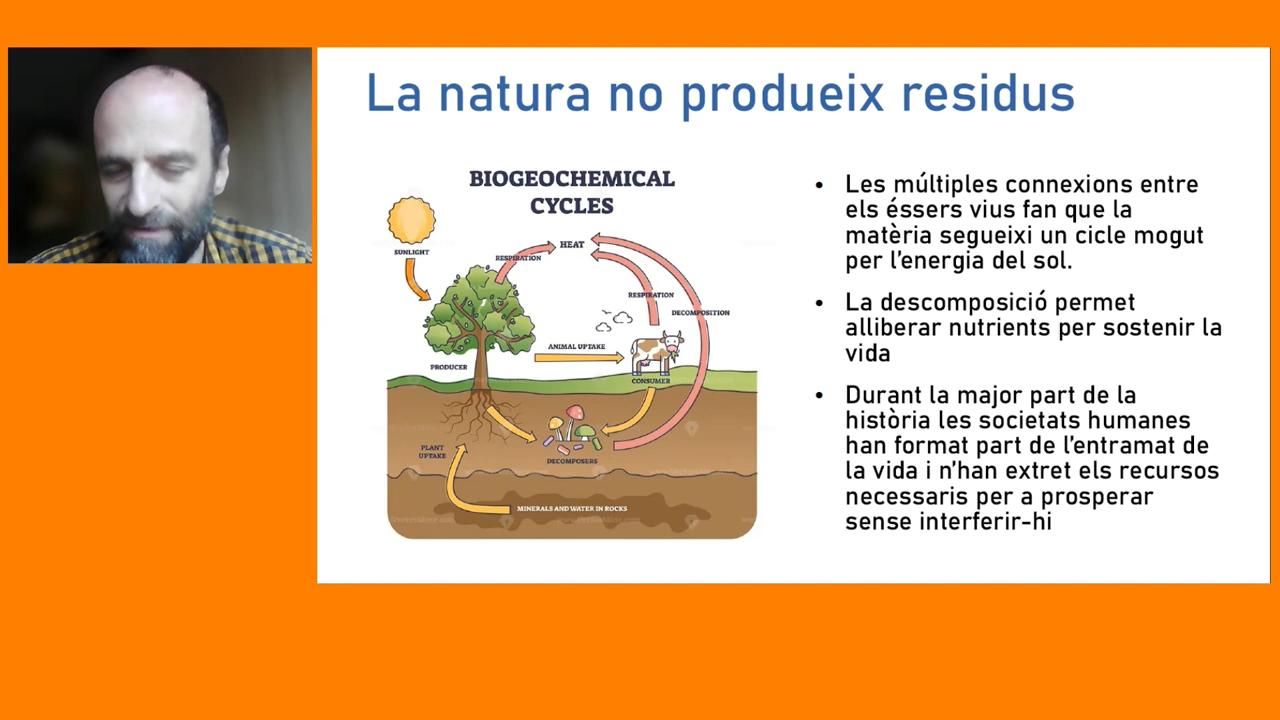 La natura no produeix residus
BIOGEOCHEMICAL
CYCLES
SUNLIGHT
HEAT
RESPIRATION
RESPIRATION
DECOMPOSITION
ANIMAL UPTAKE
PRODUCER
CONSUMER
PLANT
UPTAKE
DECOMPOSERS
MINERALS AND WATER IN ROCKS
• Les múltiples connexions entre
els éssers vius fan que la
matèria segueixi un cicle mogut
per l’energia del sol.
• La descomposició permet
alliberar nutrients per sostenir la
vida
• Durant la major part de la
història les societats humanes
han format part de l’entramat de
la vida i n’han extret els recursos
necessaris per a prosperar
sense interferir-hi